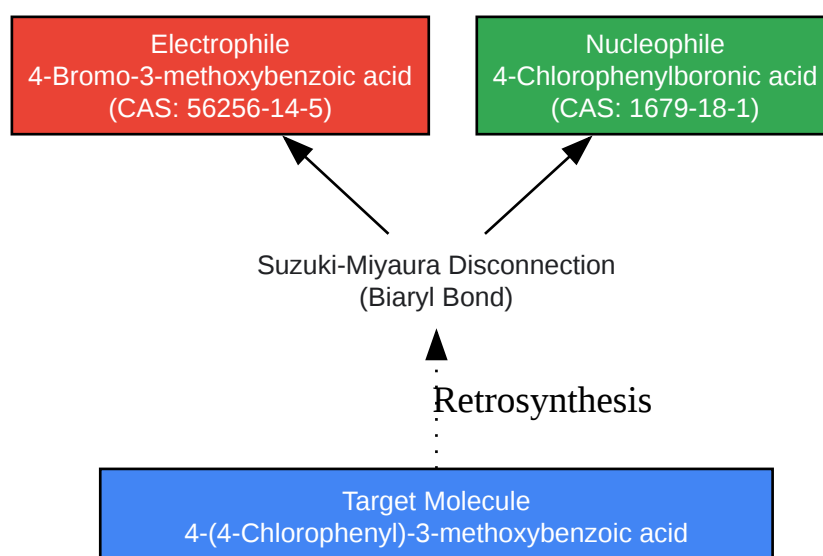 Electrophile
4-Bromo-3-methoxybenzoic acid
(CAS: 56256-14-5)
Nucleophile
4-Chlorophenylboronic acid
(CAS: 1679-18-1)
Suzuki-Miyaura Disconnection
(Biaryl Bond)
Retrosynthesis
Target Molecule
4-(4-Chlorophenyl)-3-methoxybenzoic acid